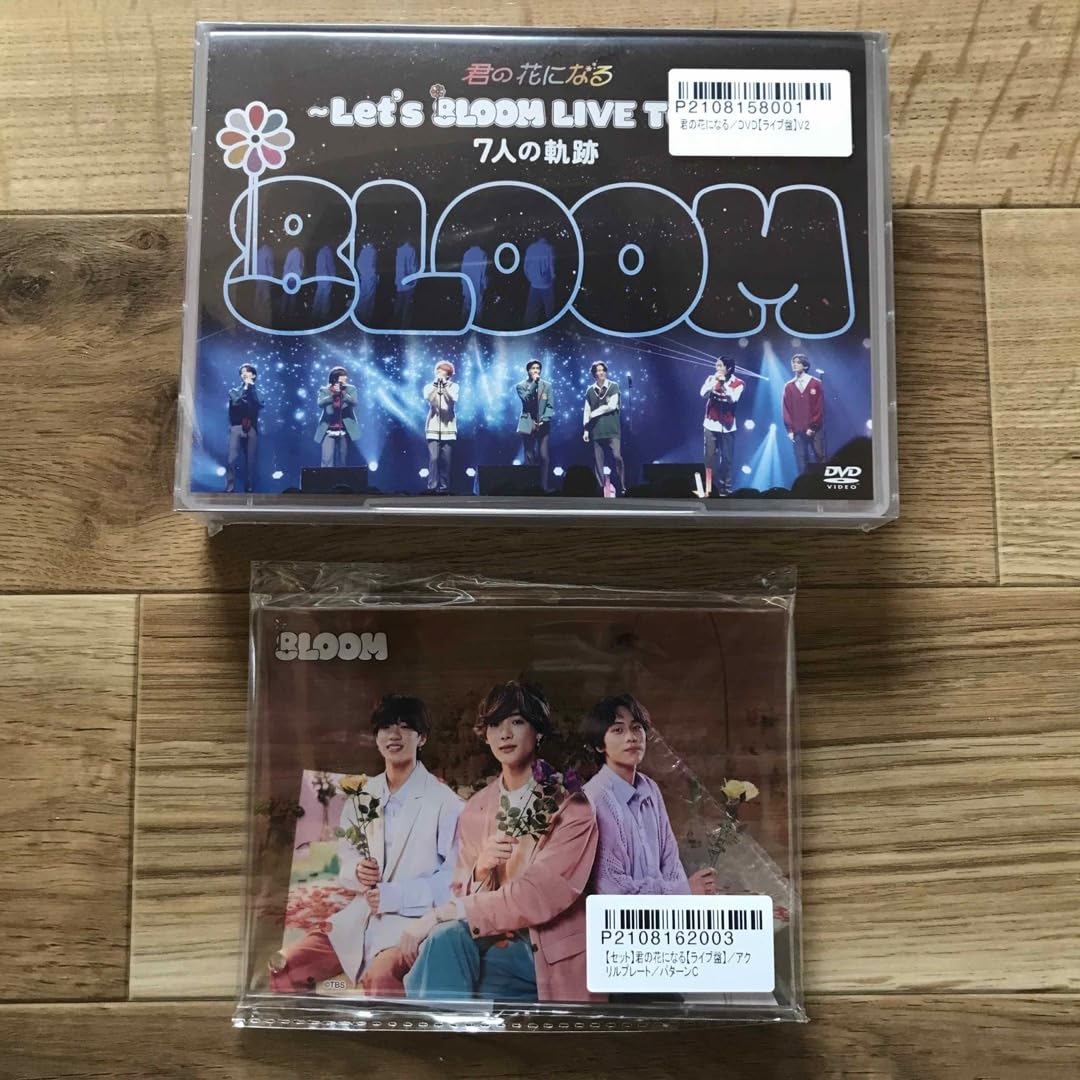 君の花になる
~Let's BLOOM LIVE T
7人の軌跡
BLOOM
P2108158001
君の花になる/DVD【ライブ盤】V2
DVD
VIDEO
BLOOM
©TBS
P2108162003
【セット】君の花になる【ライブ盤】/アク
リルプレート/パターンC